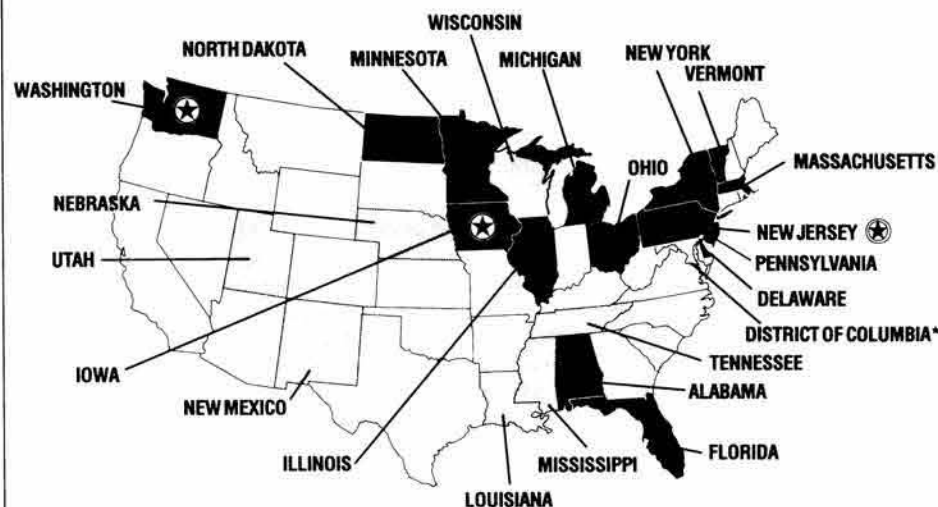 WISCONSIN
NORTH DAKOTA
MINNESOTA
MICHIGAN
NEW YORK
VERMONT
WASHINGTON
MASSACHUSETTS
OHIO
NEBRASKA
NEW JERSEY
UTAH
PENNSYLVANIA
DELAWARE
DISTRICT OF COLUMBIA*
TENNESSEE
IOWA
ALABAMA
NEW MEXICO
FLORIDA
ILLINOIS
MISSISSIPPI
LOUISIANA